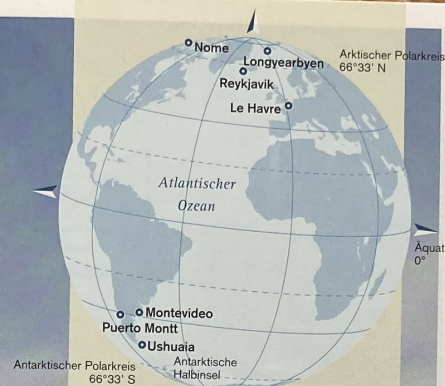 Nome
Longyearbyen
Arktischer Polarkreis
66°33' N
Reykjavik
Le Havre
Atlantischer
Ozean
Äquat
0°
Montevideo
Puerto Montt
Ushuaia
Antarktischer Polarkreis
66°33' S
Antarktische
Halbinsel